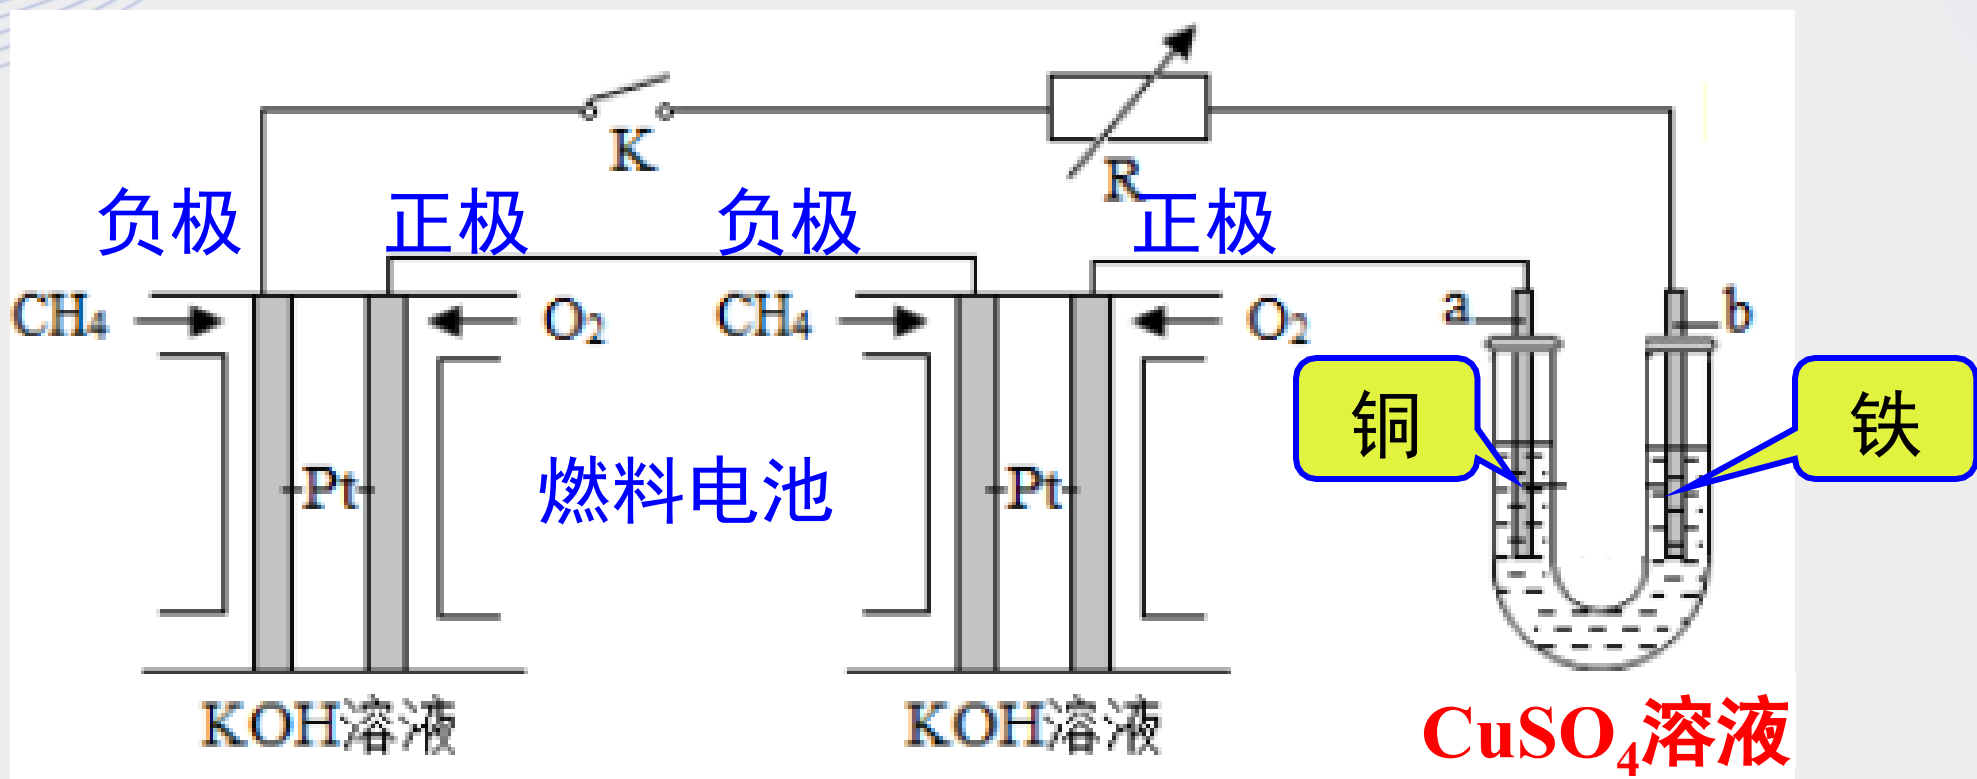 K
R
负极
正极
负极
正极
CH₄
O₂
CH₄
O₂
a
b
铜
铁
Pt
燃料电池
Pt
KOH溶液
KOH溶液
CuSO₄溶液